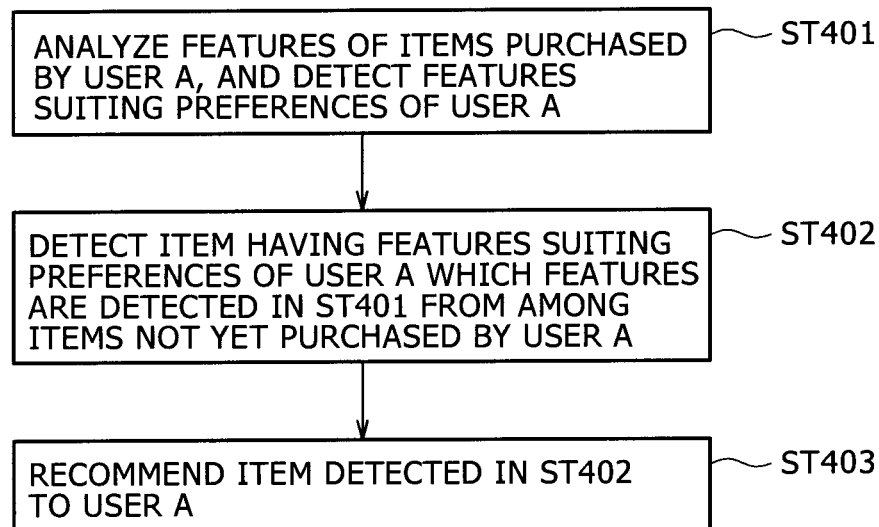 ANALYZE FEATURES OF ITEMS PURCHASED
BY USER A, AND DETECT FEATURES
SUITING PREFERENCES OF USER A
ST401
DETECT ITEM HAVING FEATURES SUITING
PREFERENCES OF USER A WHICH FEATURES
ARE DETECTED IN ST401 FROM AMONG
ITEMS NOT YET PURCHASED BY USER A
ST402
RECOMMEND ITEM DETECTED IN ST402
TO USER A
ST403